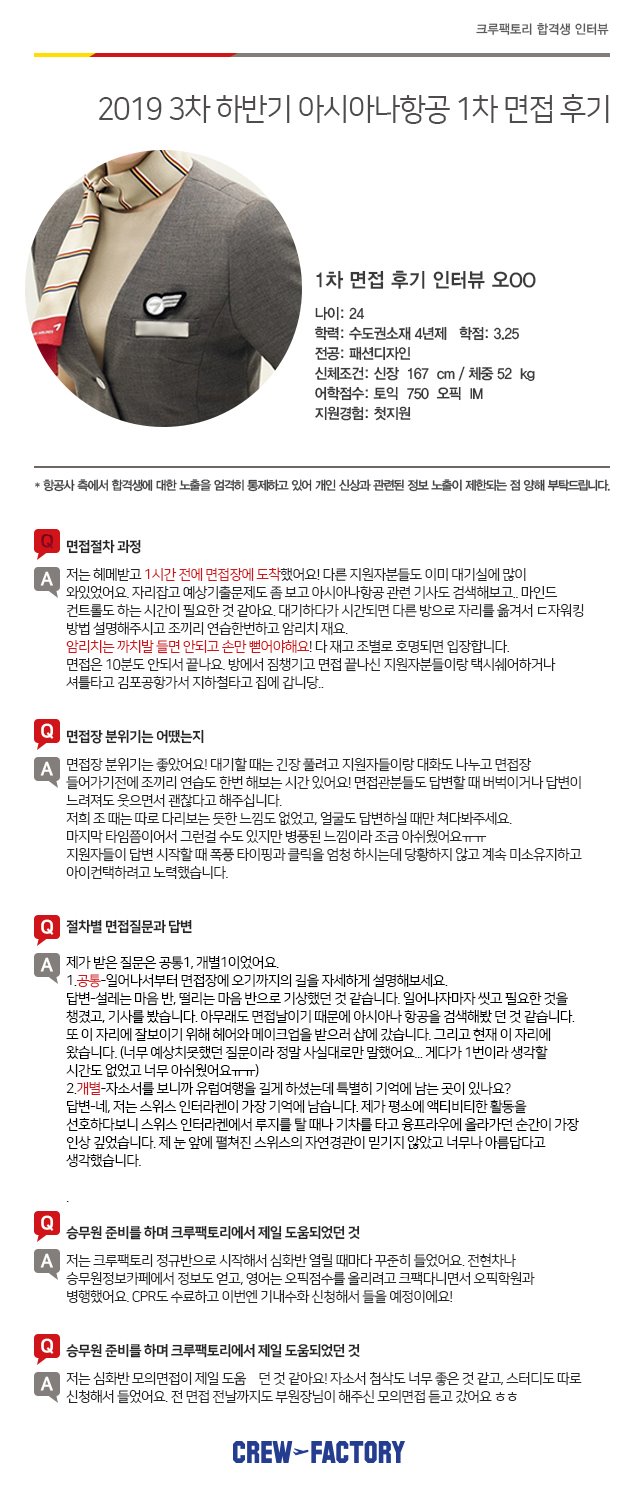 크루팩토리 합격생 인터뷰
2019 3차 하반기 아시아나항공 1차 면접 후기
1차 면접 후기 인터뷰 오OO
나이: 24
학력: 수도권소재 4년제 학점: 3.25
전공: 패션디자인
신체조건: 신장 167 cm / 체중 52 kg
어학점수: 토익 750 오픽 IM
지원경험: 첫지원
* 항공사 측에서 합격생에 대한 노출을 엄격히 통제하고 있어 개인 신상과 관련된 정보 노출이 제한되는 점 양해 부탁드립니다.
Q 면접절차 과정
A 저는 헤메받고 1시간 전에 면접장에 도착했어요! 다른 지원자분들도 이미 대기실에 많이
와있었어요. 자리잡고 예상기출문제도 좀 보고 아시아나항공 관련 기사도 검색해보고.. 마인드
컨트롤도 하는 시간이 필요한 것 같아요. 대기하다가 시간되면 다른 방으로 자리를 옮겨서 ㄷ자워킹
방법 설명해주시고 조끼리 연습한번하고 암리치 재요.
암리치는 까치발 들면 안되고 손만 뻗어야해요! 다 재고 조별로 호명되면 입장합니다.
면접은 10분도 안되서 끝나요. 방에서 짐챙기고 면접 끝나신 지원자분들이랑 택시쉐어하거나
셔틀타고 김포공항가서 지하철타고 집에 갑니당..
Q 면접장 분위기는 어땠는지
A 면접장 분위기는 좋았어요! 대기할 때는 긴장 풀려고 지원자들이랑 대화도 나누고 면접장
들어가기전에 조끼리 연습도 한번 해보는 시간 있어요! 면접관분들도 답변할 때 버벅이거나 답변이
느려져도 웃으면서 괜찮다고 해주십니다.
저희 조 때는 따로 다리보는 듯한 느낌도 없었고, 얼굴도 답변하실 때만 쳐다봐주세요.
마지막 타임쯤이어서 그런걸 수도 있지만 병풍된 느낌이라 조금 아쉬웠어요ㅠㅠ
지원자들이 답변 시작할 때 폭풍 타이핑과 클릭을 엄청 하시는데 당황하지 않고 계속 미소유지하고
아이컨택하려고 노력했습니다.
Q 절차별 면접질문과 답변
A 제가 받은 질문은 공통1, 개별1이었어요.
1.공통-일어나서부터 면접장에 오기까지의 길을 자세하게 설명해보세요.
답변-설레는 마음 반, 떨리는 마음 반으로 기상했던 것 같습니다. 일어나자마자 씻고 필요한 것을
챙겼고, 기사를 봤습니다. 아무래도 면접날이기 때문에 아시아나 항공을 검색해봤 던 것 같습니다.
또 이 자리에 잘보이기 위해 헤어와 메이크업을 받으러 샵에 갔습니다. 그리고 현재 이 자리에
왔습니다. (너무 예상치못했던 질문이라 정말 사실대로만 말했어요... 게다가 1번이라 생각할
시간도 없었고 너무 아쉬웠어요ㅠㅠ)
2.개별-자소서를 보니까 유럽여행을 길게 하셨는데 특별히 기억에 남는 곳이 있나요?
답변-네, 저는 스위스 인터라켄이 가장 기억에 남습니다. 제가 평소에 액티비티한 활동을
선호하다보니 스위스 인터라켄에서 루지를 탈 때나 기차를 타고 융프라우에 올라가던 순간이 가장
인상 깊었습니다. 제 눈 앞에 펼쳐진 스위스의 자연경관이 믿기지 않았고 너무나 아름답다고
생각했습니다.
.
Q 승무원 준비를 하며 크루팩토리에서 제일 도움되었던 것
A 저는 크루팩토리 정규반으로 시작해서 심화반 열릴 때마다 꾸준히 들었어요. 전현차나
승무원정보카페에서 정보도 얻고, 영어는 오픽점수를 올리려고 크팩다니면서 오픽학원과
병행했어요. CPR도 수료하고 이번엔 기내수화 신청해서 들을 예정이에요!
Q 승무원 준비를 하며 크루팩토리에서 제일 도움되었던 것
A 저는 심화반 모의면접이 제일 도움 던 것 같아요! 자소서 첨삭도 너무 좋은 것 같고, 스터디도 따로
신청해서 들었어요. 전 면접 전날까지도 부원장님이 해주신 모의면접 듣고 갔어요 ㅎㅎ
CREW FACTORY